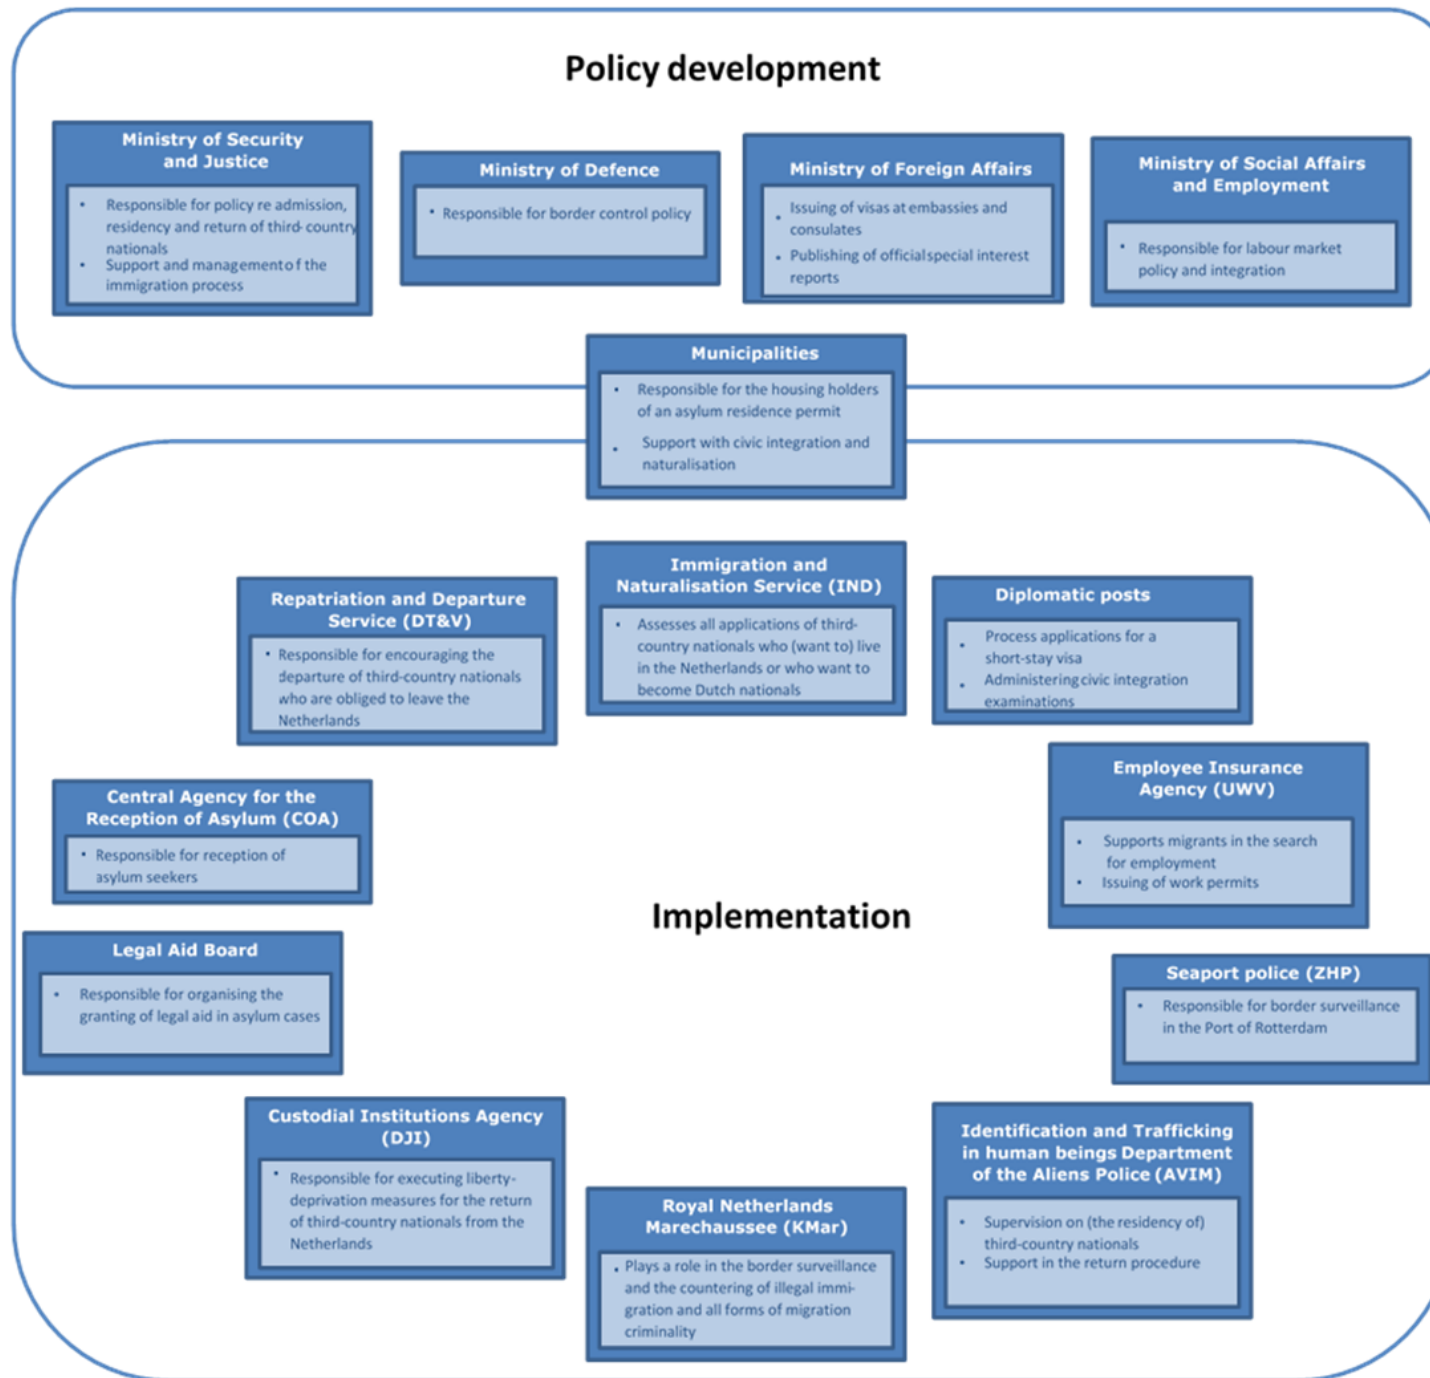 Policy development
Ministry of Security
and Justice
• Responsible for policy re admission,
residency and return of third-country
nationals
• Support and management of the
immigration process
Ministry of Defence
• Responsible for border control policy
Ministry of Foreign Affairs
• Issuing of visas at embassies and
consulates
• Publishing of official special interest
reports
Ministry of Social Affairs
and Employment
• Responsible for labour market
policy and integration
Municipalities
• Responsible for the housing holders
of an asylum residence permit
• Support with civic integration and
naturalisation
Immigration and
Naturalisation Service (IND)
• Assesses all applications of third-
country nationals who (want to) live
in the Netherlands or who want to
become Dutch nationals
Repatriation and Departure
Service (DT&V)
• Responsible for encouraging the
departure of third-country nationals
who are obliged to leave the
Netherlands
Diplomatic posts
• Process applications for a
short-stay visa
• Administering civic integration
examinations
Employee Insurance
Agency (UWV)
• Supports migrants in the search
for employment
• Issuing of work permits
Central Agency for the
Reception of Asylum (COA)
• Responsible for reception of
asylum seekers
Implementation
Legal Aid Board
• Responsible for organising the
granting of legal aid in asylum cases
Seaport police (ZHP)
• Responsible for border surveillance
in the Port of Rotterdam
Custodial Institutions Agency
(DJI)
• Responsible for executing liberty-
deprivation measures for the return
of third-country nationals from the
Netherlands
Royal Netherlands
Marechaussee (KMar)
• Plays a role in the border surveillance
and the countering of illegal immi-
gration and all forms of migration
criminality
Identification and Trafficking
in human beings Department
of the Aliens Police (AVIM)
• Supervision on (the residency of)
third-country nationals
• Support in the return procedure